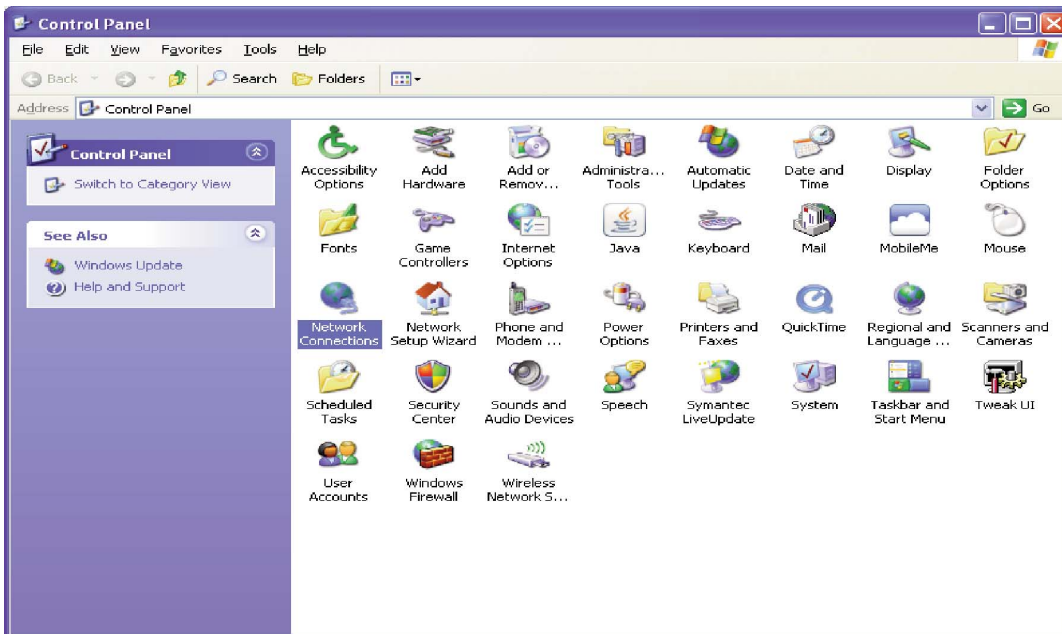 Control Panel
File Edit View Favorites Tools Help
Back Search Folders
Address Control Panel Go
Control Panel
Switch to Category View
See Also
Windows Update
Help and Support
Accessibility Add Add or Administra... Automatic Date and Display Folder
Options Hardware Remov... Tools Updates Time Options
Fonts Game Internet Java Keyboard Mail MobileMe Mouse
Controllers Options
Network Network Phone and Power Printers and QuickTime Regional and Scanners and
Connections Setup Wizard Modem ... Options Faxes Language ... Cameras
Scheduled Security Sounds and Speech Symantec System Taskbar and Tweak UI
Tasks Center Audio Devices LiveUpdate Start Menu
User Windows Wireless
Accounts Firewall Network S...